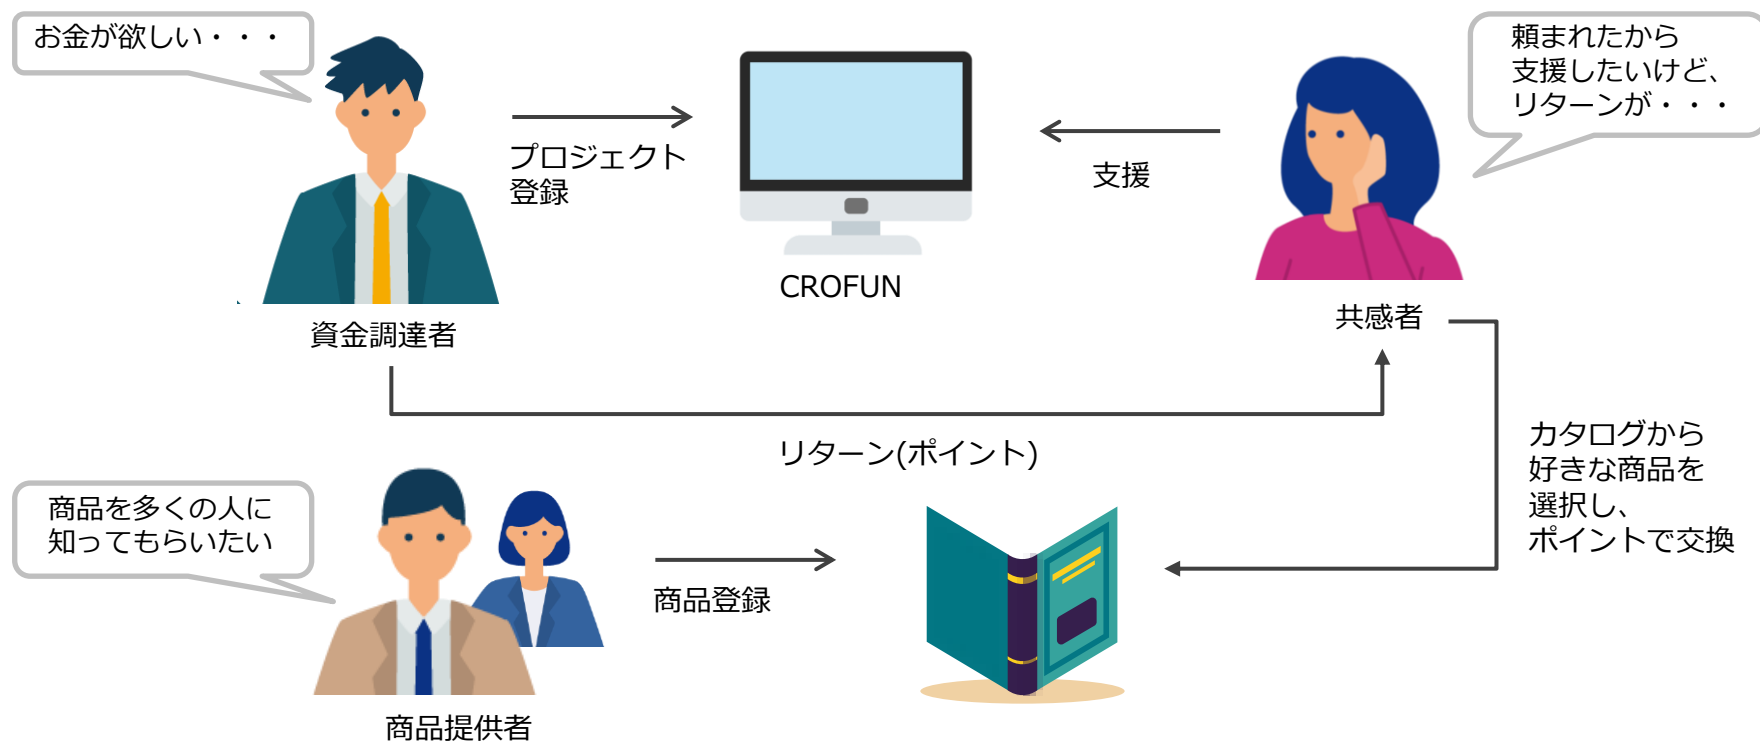 お金が欲しい・・・
頼まれたから
支援したいけど、
リターンが・・・
プロジェクト
登録
支援
CROFUN
資金調達者
共感者
リターン(ポイント)
カタログから
好きな商品を
選択し、
ポイントで交換
商品を多くの人に
知ってもらいたい
商品登録
商品提供者